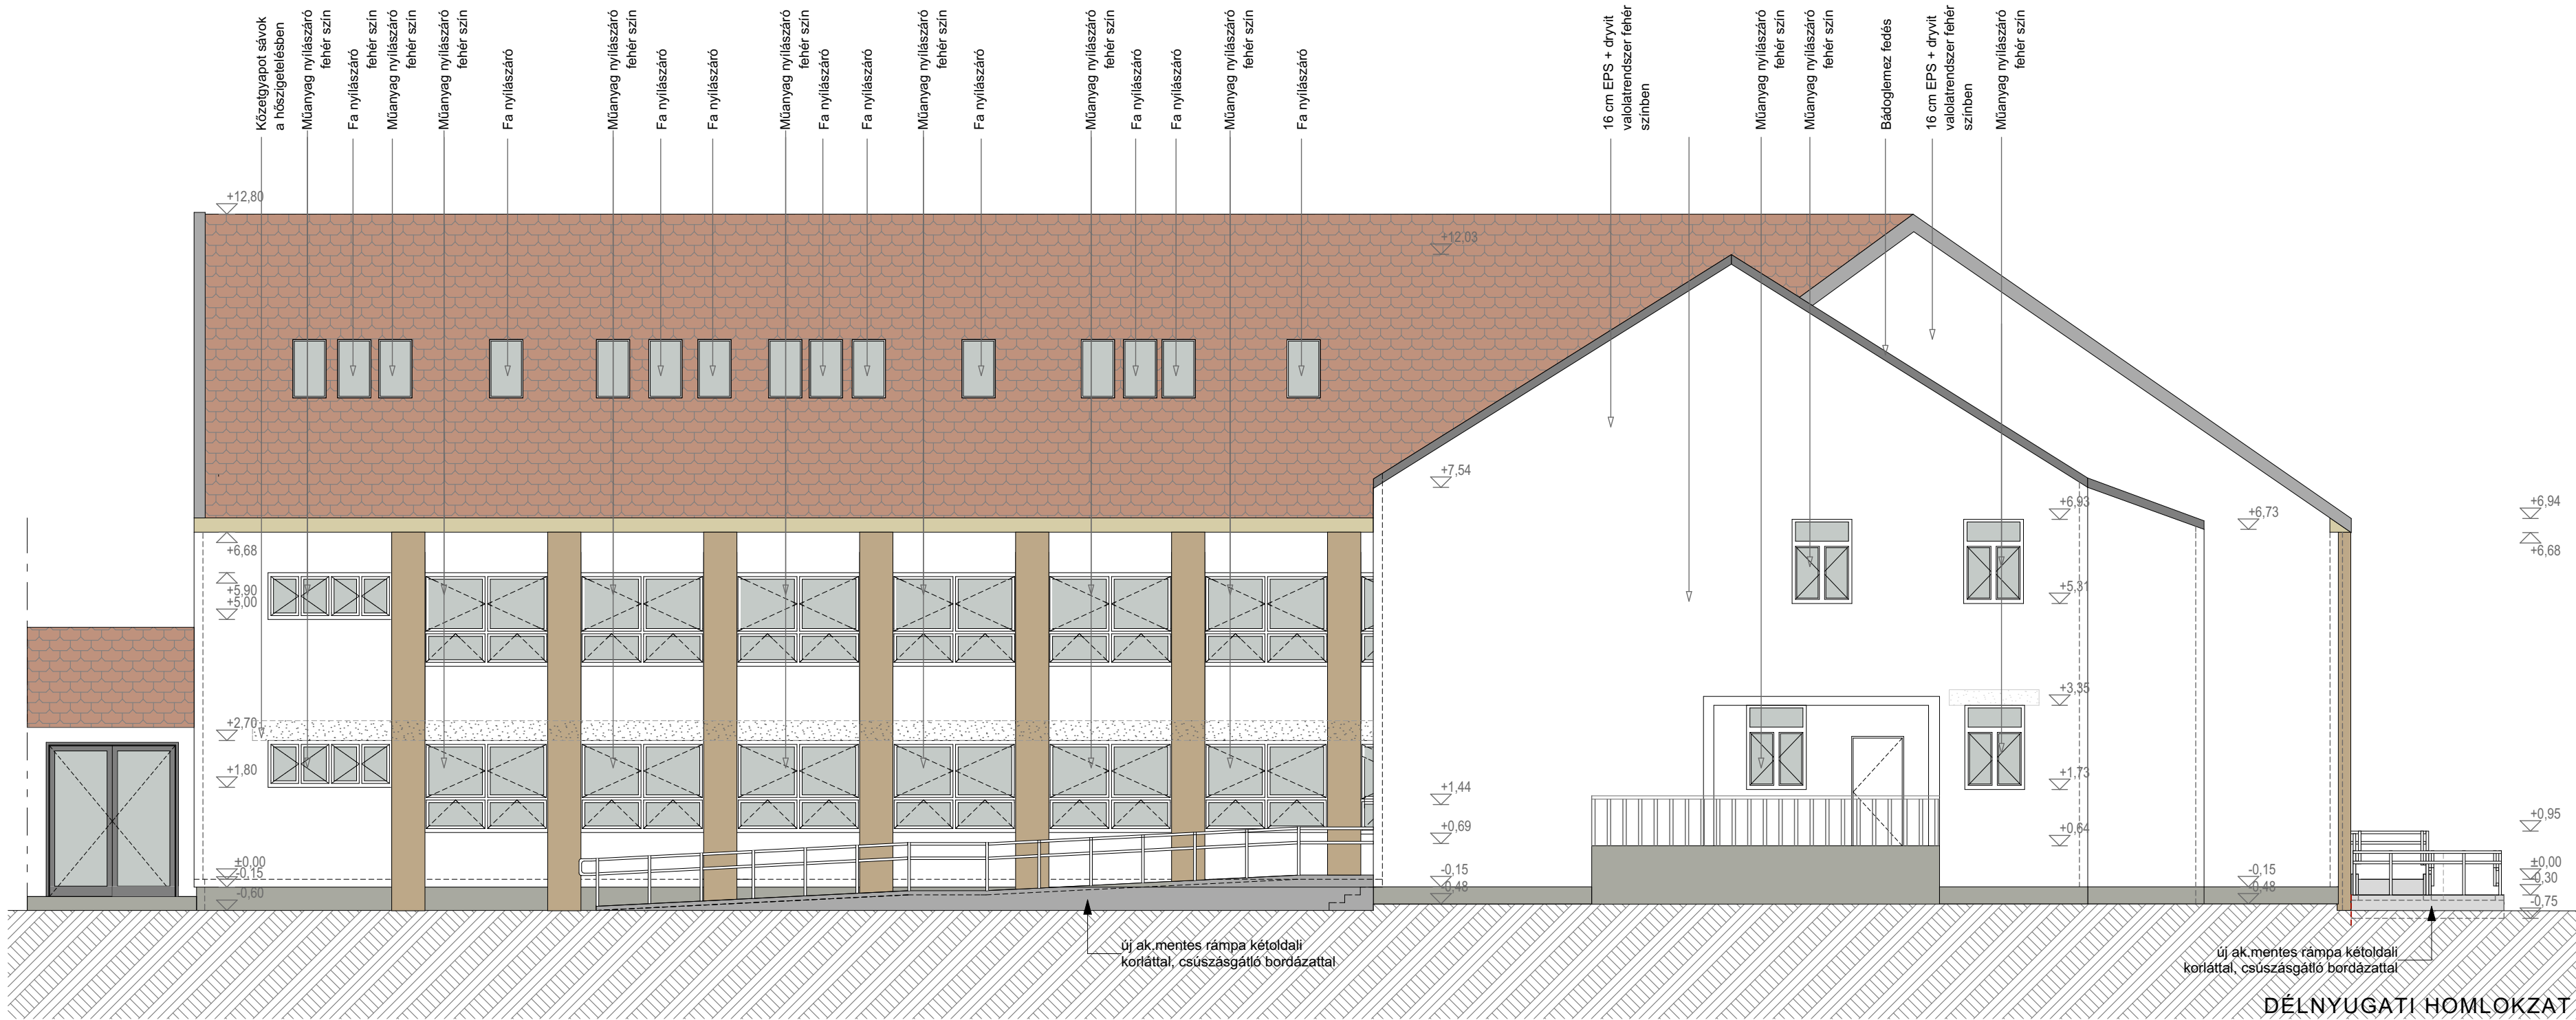 Kőzetgyapot sávok
a hőszigetelésben
Műanyag nyílászáró
fehér szín
Fa nyílászáró
fehér szín
Műanyag nyílászáró
fehér szín
Műanyag nyílászáró
fehér szín
Fa nyílászáró
Műanyag nyílászáró
fehér szín
Fa nyílászáró
Fa nyílászáró
Műanyag nyílászáró
fehér szín
Fa nyílászáró
Fa nyílászáró
Műanyag nyílászáró
fehér szín
Fa nyílászáró
Műanyag nyílászáró
fehér szín
Fa nyílászáró
Fa nyílászáró
Műanyag nyílászáró
fehér szín
Fa nyílászáró
16 cm EPS + dryvit
valolatrendszer fehér
színben
Műanyag nyílászáró
fehér szín
Műanyag nyílászáró
fehér szín
Bádoglemez fedés
16 cm EPS + dryvit
valolatrendszer fehér
színben
Műanyag nyílászáró
fehér szín
+12,80
+12,03
+7,54
+6,93
+6,73
+6,94
+6,68
+6,68
+5,90
+5,00
+5,31
+3,35
+2,70
+1,80
+1,73
+1,44
+0,69
+0,64
+0,95
±0,00
-0,15
-0,60
-0,15
-0,48
-0,15
-0,48
±0,00
-0,30
-0,75
új ak.mentes rámpa kétoldali
korláttal, csúszásgátló bordázattal
új ak.mentes rámpa kétoldali
korláttal, csúszásgátló bordázattal
DÉLNYUGATI HOMLOKZAT